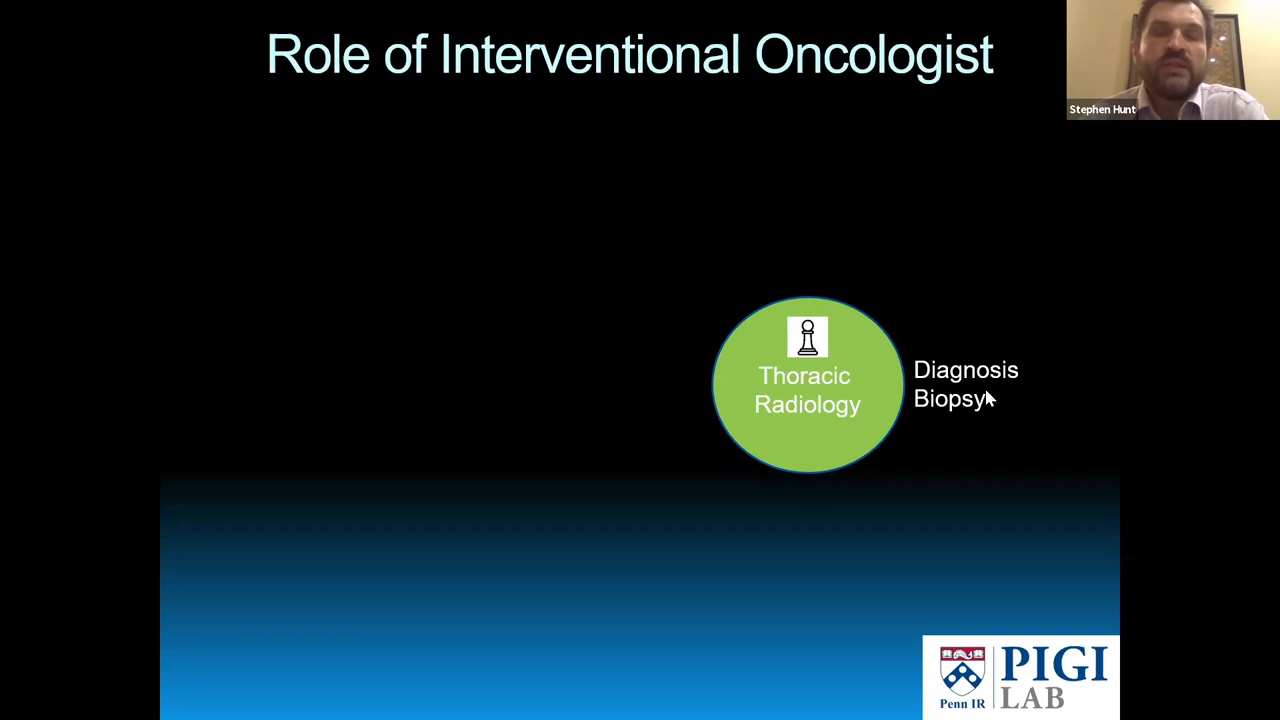 Role of Interventional Oncologist
Stephen Hunt
Thoracic
Radiology
Diagnosis
Biopsy
Penn IR
PIGI
LAB